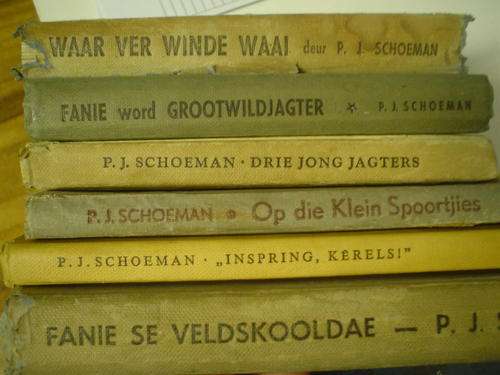 WAAR VER WINDE WAAI deur P. J. SCHOEMAN
FANIE word GROOTWILDJAGTER * P. J. SCHOEMAN
P. J. SCHOEMAN · DRIE JONG JAGTERS
P. J. SCHOEMAN • Op die Klein Spoortjies
P. J. SCHOEMAN · „INSPRING, KÊRELS!”
FANIE SE VELDSKOOLDAE — P. J. S